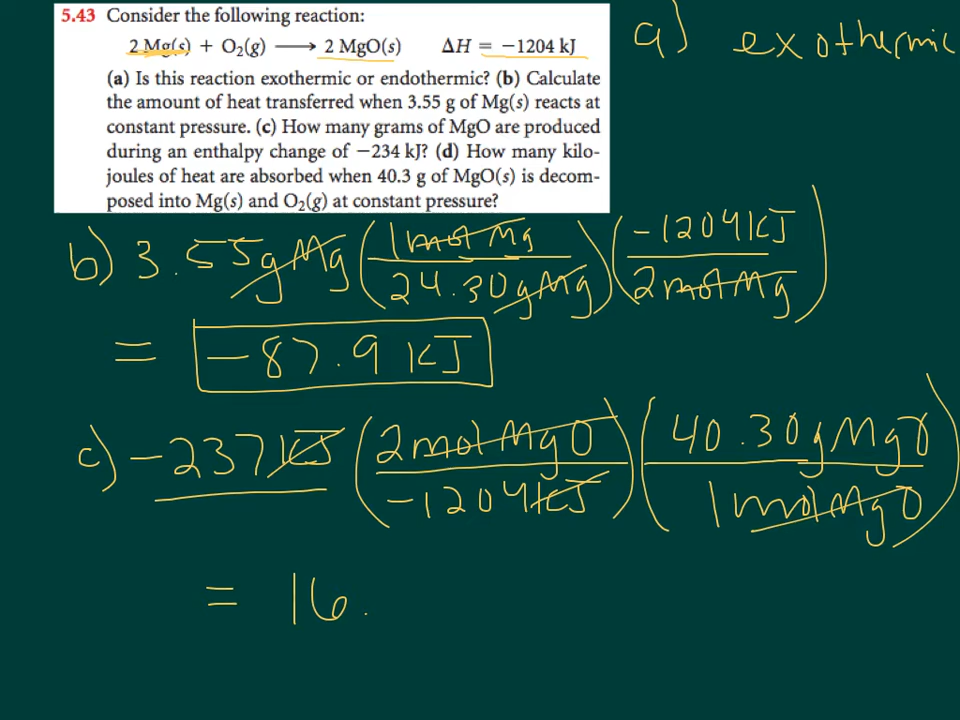 5.43 Consider the following reaction:
2 Mg(s) + O₂(g) ⟶ 2 MgO(s) ΔH = −1204 kJ
(a) Is this reaction exothermic or endothermic? (b) Calculate
the amount of heat transferred when 3.55 g of Mg(s) reacts at
constant pressure. (c) How many grams of MgO are produced
during an enthalpy change of −234 kJ? (d) How many kilo-
joules of heat are absorbed when 40.3 g of MgO(s) is decom-
posed into Mg(s) and O₂(g) at constant pressure?
a) exothermic
b) 3.55g Mg (1 mol Mg / 24.30 g Mg) (-1204 kJ / 2 mol Mg)
= -87.9 kJ
c) -237 kJ (2 mol MgO / -1204 kJ) (40.30 g MgO / 1 mol MgO)
= 16.